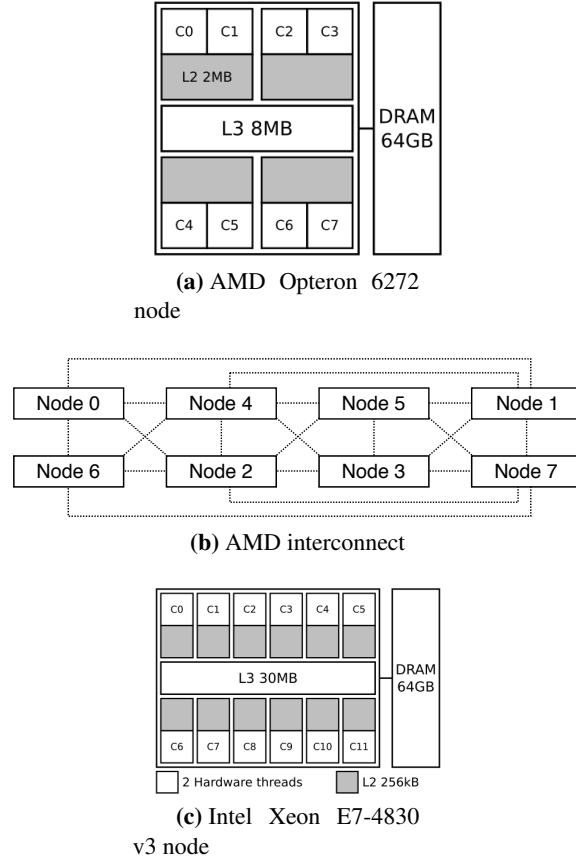 C0 C1 C2 C3
L2 2MB
L3 8MB
DRAM
64GB
C4 C5 C6 C7
(a) AMD Opteron 6272
node
Node 0 Node 4 Node 5 Node 1
Node 6 Node 2 Node 3 Node 7
(b) AMD interconnect
C0 C1 C2 C3 C4 C5
L3 30MB
DRAM
64GB
C6 C7 C8 C9 C10 C11
2 Hardware threads L2 256kB
(c) Intel Xeon E7-4830
v3 node